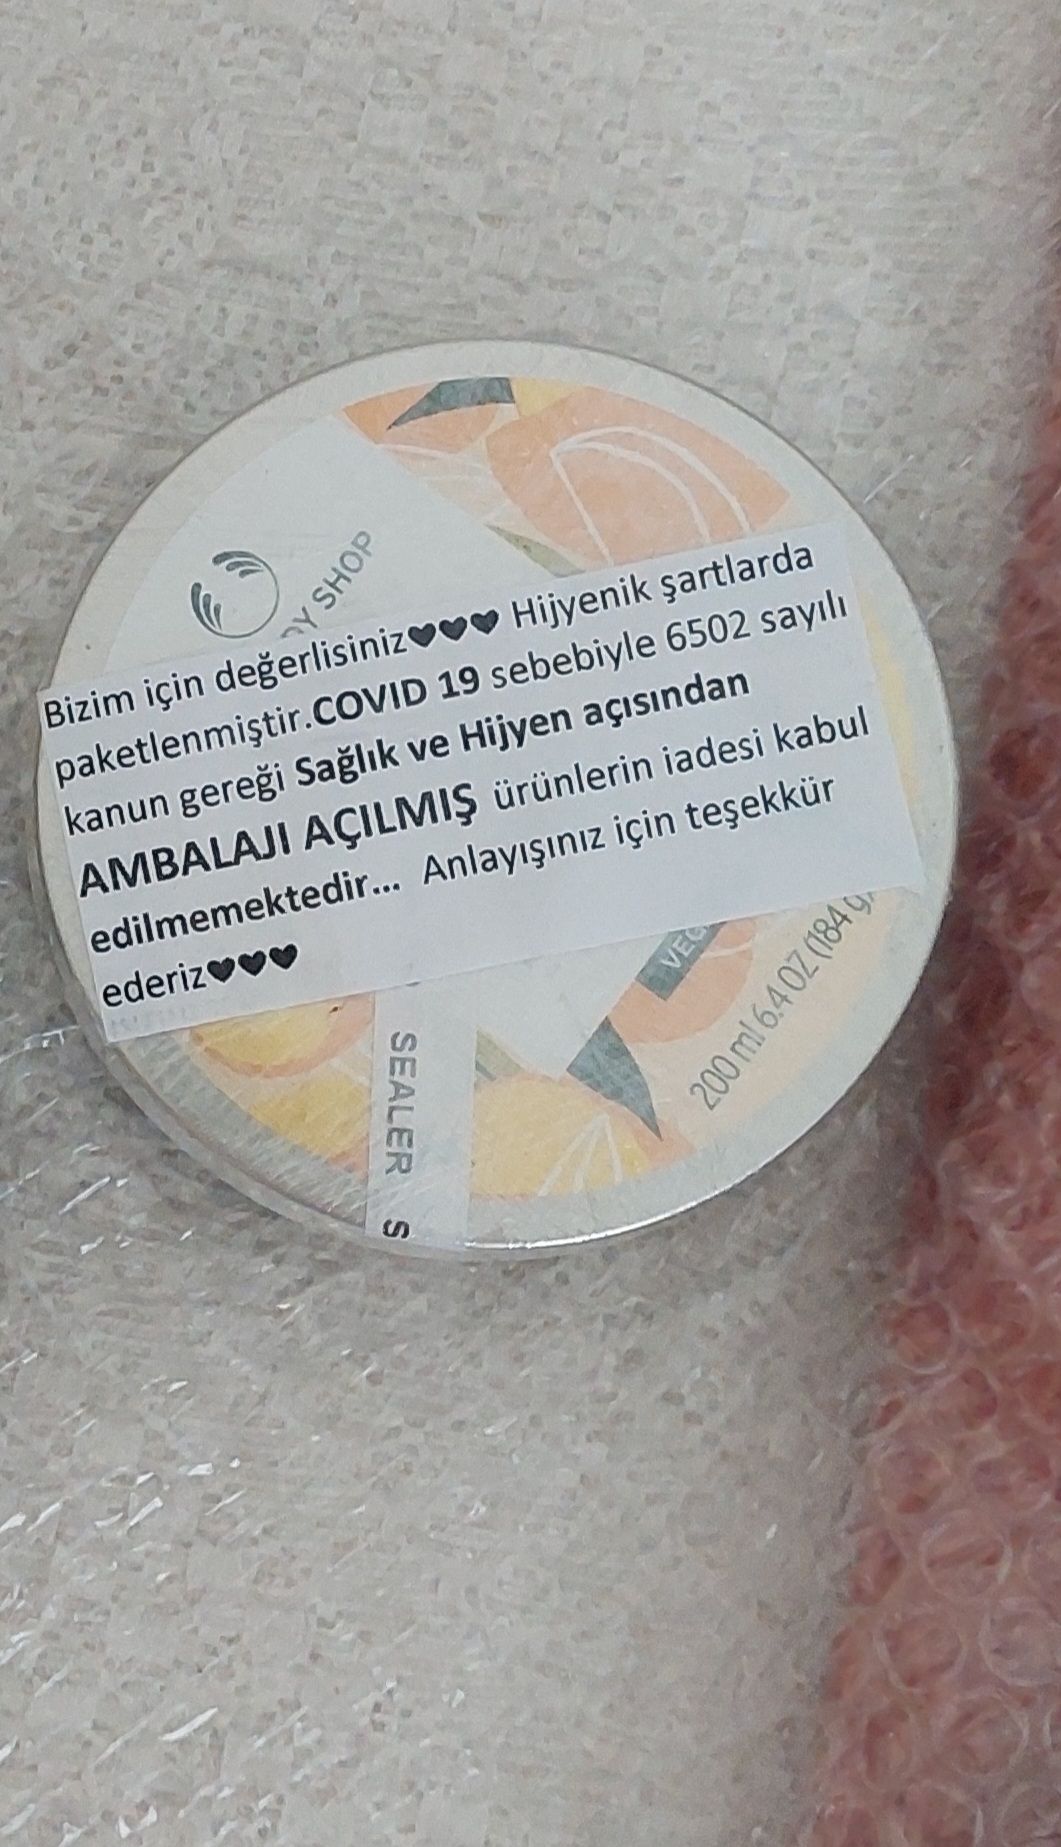 SHOP
Bizim için değerlisiniz♥♥♥ Hijyenik şartlarda
paketlenmiştir.COVID 19 sebebiyle 6502 sayılı
kanun gereği Sağlık ve Hijyen açısından
AMBALAJI AÇILMIŞ ürünlerin iadesi kabul
edilmemektedir... Anlayışınız için teşekkür
ederiz♥♥♥
200 ml 6.4 OZ (184 g
SEALER S